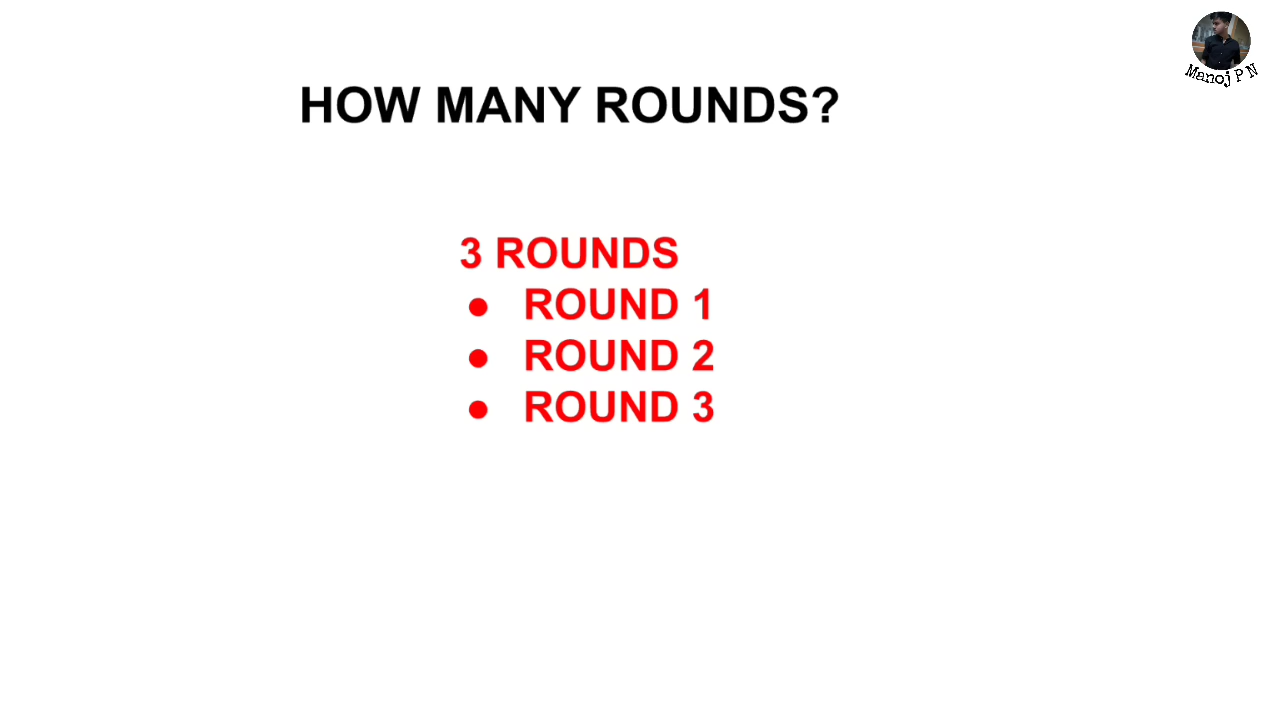 Manoj P N
HOW MANY ROUNDS?
3 ROUNDS
● ROUND 1
● ROUND 2
● ROUND 3